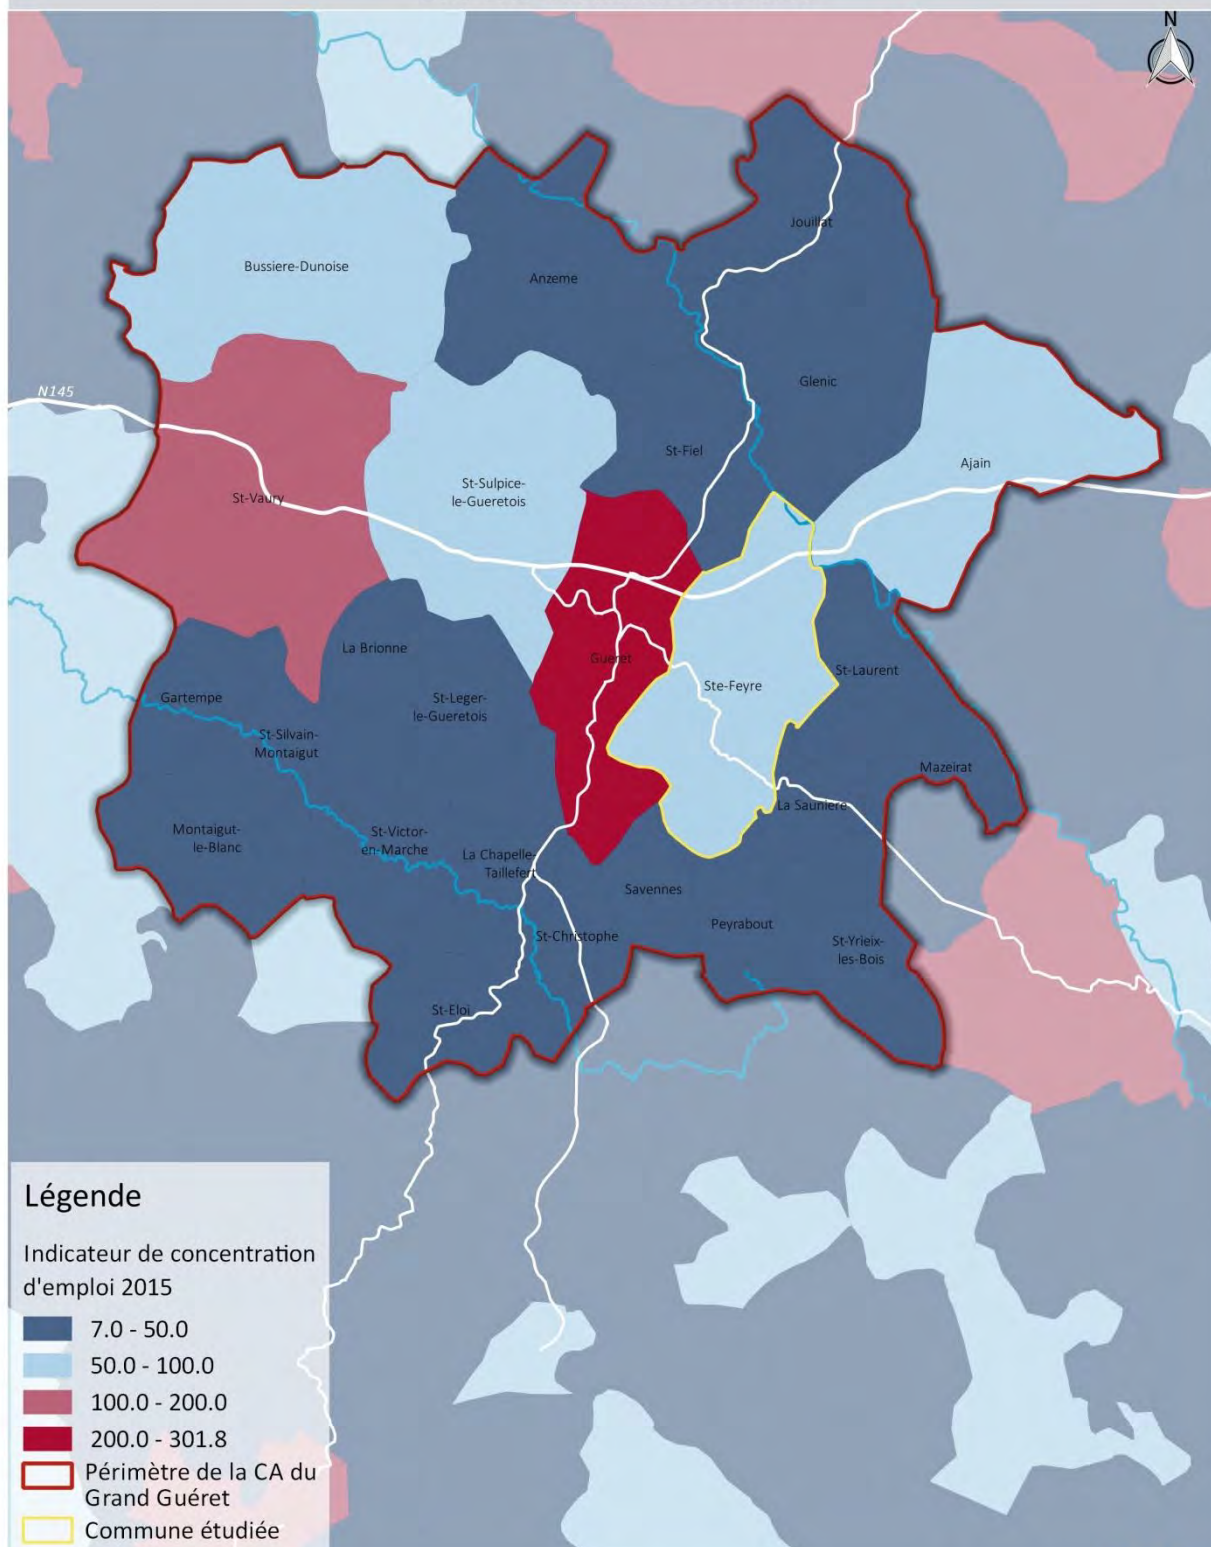 N
Jouillat
Bussiere-Dunoise
Anzeme
N145
Glenic
St-Fiel
Ajain
St-Sulpice-
le-Gueretois
St-Vaury
La Brionne
Gueret
St-Laurent
Ste-Feyre
Gartempe
St-Leger-
le-Gueretois
St-Silvain-
Montaigut
Mazeirat
La Sauniere
Montaigut-
le-Blanc
St-Victor-
en-Marche
La Chapelle-
Taillefert
Savennes
Peyrabout
St-Christophe
St-Yrieix-
les-Bois
St-Eloi
Légende
Indicateur de concentration
d'emploi 2015
7.0 - 50.0
50.0 - 100.0
100.0 - 200.0
200.0 - 301.8
Périmètre de la CA du
Grand Guéret
Commune étudiée